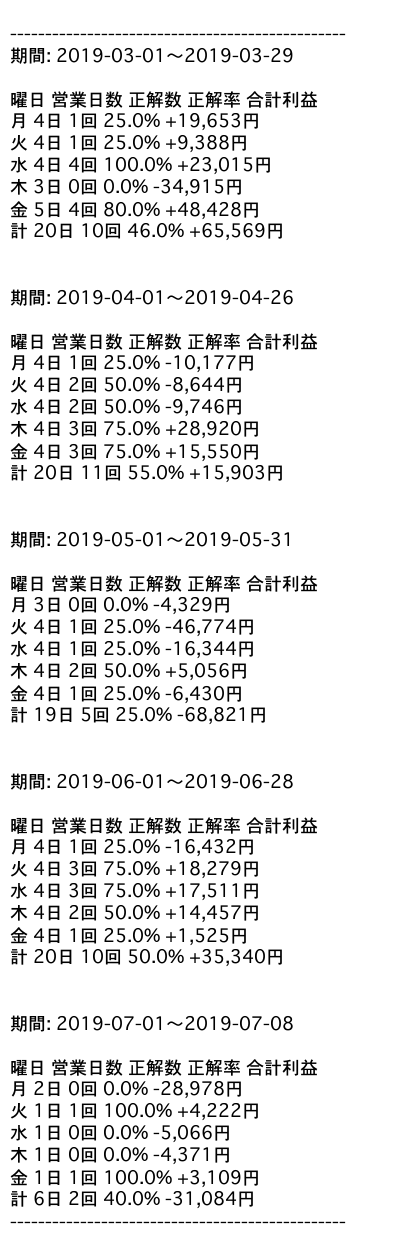 ------------------------------------------------
期間: 2019-03-01〜2019-03-29
曜日 営業日数 正解数 正解率 合計利益
月 4日 1回 25.0% +19,653円
火 4日 1回 25.0% +9,388円
水 4日 4回 100.0% +23,015円
木 3日 0回 0.0% -34,915円
金 5日 4回 80.0% +48,428円
計 20日 10回 46.0% +65,569円
期間: 2019-04-01〜2019-04-26
曜日 営業日数 正解数 正解率 合計利益
月 4日 1回 25.0% -10,177円
火 4日 2回 50.0% -8,644円
水 4日 2回 50.0% -9,746円
木 4日 3回 75.0% +28,920円
金 4日 3回 75.0% +15,550円
計 20日 11回 55.0% +15,903円
期間: 2019-05-01〜2019-05-31
曜日 営業日数 正解数 正解率 合計利益
月 3日 0回 0.0% -4,329円
火 4日 1回 25.0% -46,774円
水 4日 1回 25.0% -16,344円
木 4日 2回 50.0% +5,056円
金 4日 1回 25.0% -6,430円
計 19日 5回 25.0% -68,821円
期間: 2019-06-01〜2019-06-28
曜日 営業日数 正解数 正解率 合計利益
月 4日 1回 25.0% -16,432円
火 4日 3回 75.0% +18,279円
水 4日 3回 75.0% +17,511円
木 4日 2回 50.0% +14,457円
金 4日 1回 25.0% +1,525円
計 20日 10回 50.0% +35,340円
期間: 2019-07-01〜2019-07-08
曜日 営業日数 正解数 正解率 合計利益
月 2日 0回 0.0% -28,978円
火 1日 1回 100.0% +4,222円
水 1日 0回 0.0% -5,066円
木 1日 0回 0.0% -4,371円
金 1日 1回 100.0% +3,109円
計 6日 2回 40.0% -31,084円
------------------------------------------------